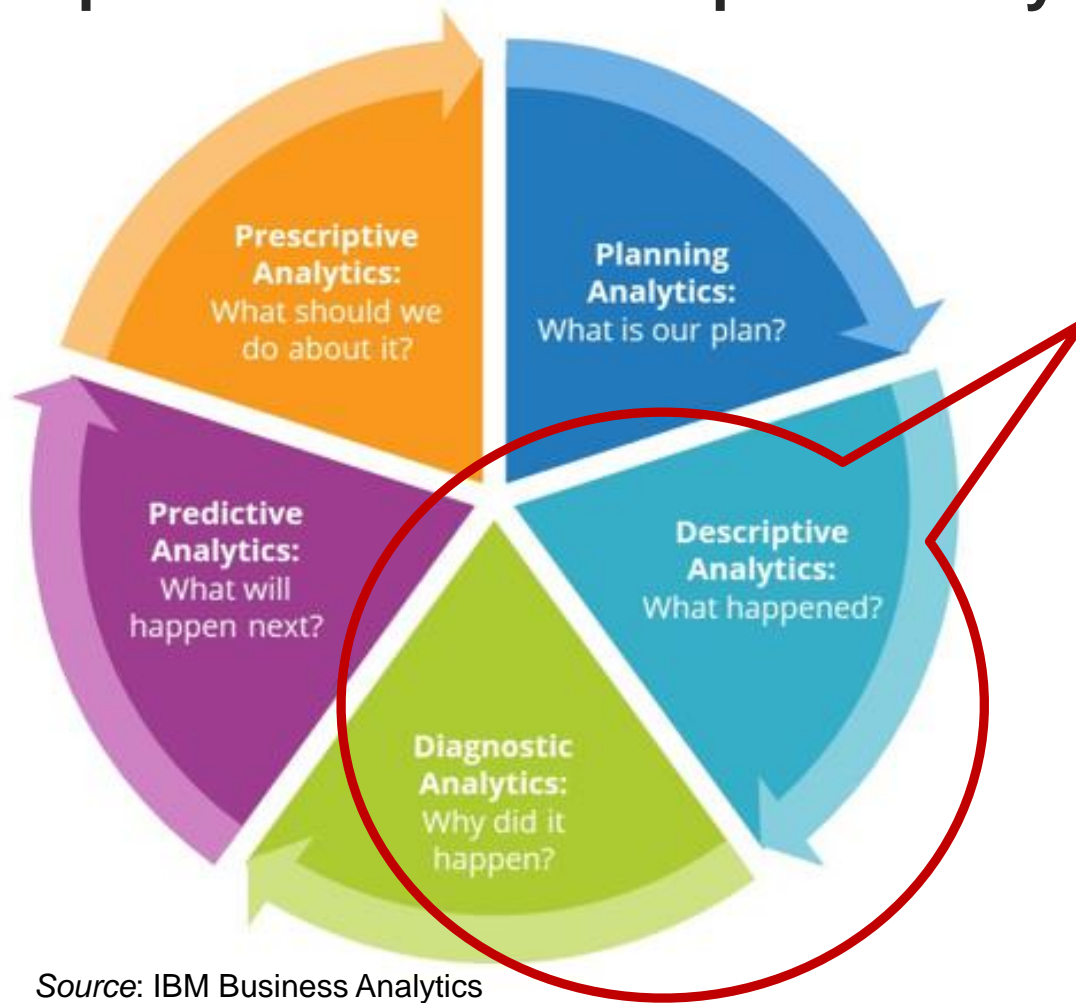 Prescriptive
Analytics:
What should we
do about it?
Planning
Analytics:
What is our plan?
Descriptive
Analytics:
What happened?
Diagnostic
Analytics:
Why did it
happen?
Predictive
Analytics:
What will
happen next?
Source: IBM Business Analytics